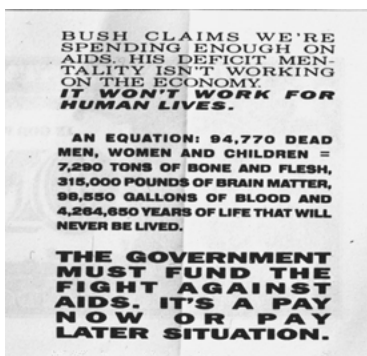 BUSH CLAIMS WE'RE
SPENDING ENOUGH ON
AIDS. HIS DEFICIT MEN-
TALITY ISN'T WORKING
ON THE ECONOMY.
IT WON'T WORK FOR
HUMAN LIVES.
AN EQUATION: 94,770 DEAD
MEN, WOMEN AND CHILDREN =
7,290 TONS OF BONE AND FLESH,
315,000 POUNDS OF BRAIN MATTER,
98,550 GALLONS OF BLOOD AND
4,264,650 YEARS OF LIFE THAT WILL
NEVER BE LIVED.
THE GOVERNMENT
MUST FUND THE
FIGHT AGAINST
AIDS. IT'S A PAY
NOW OR PAY
LATER SITUATION.